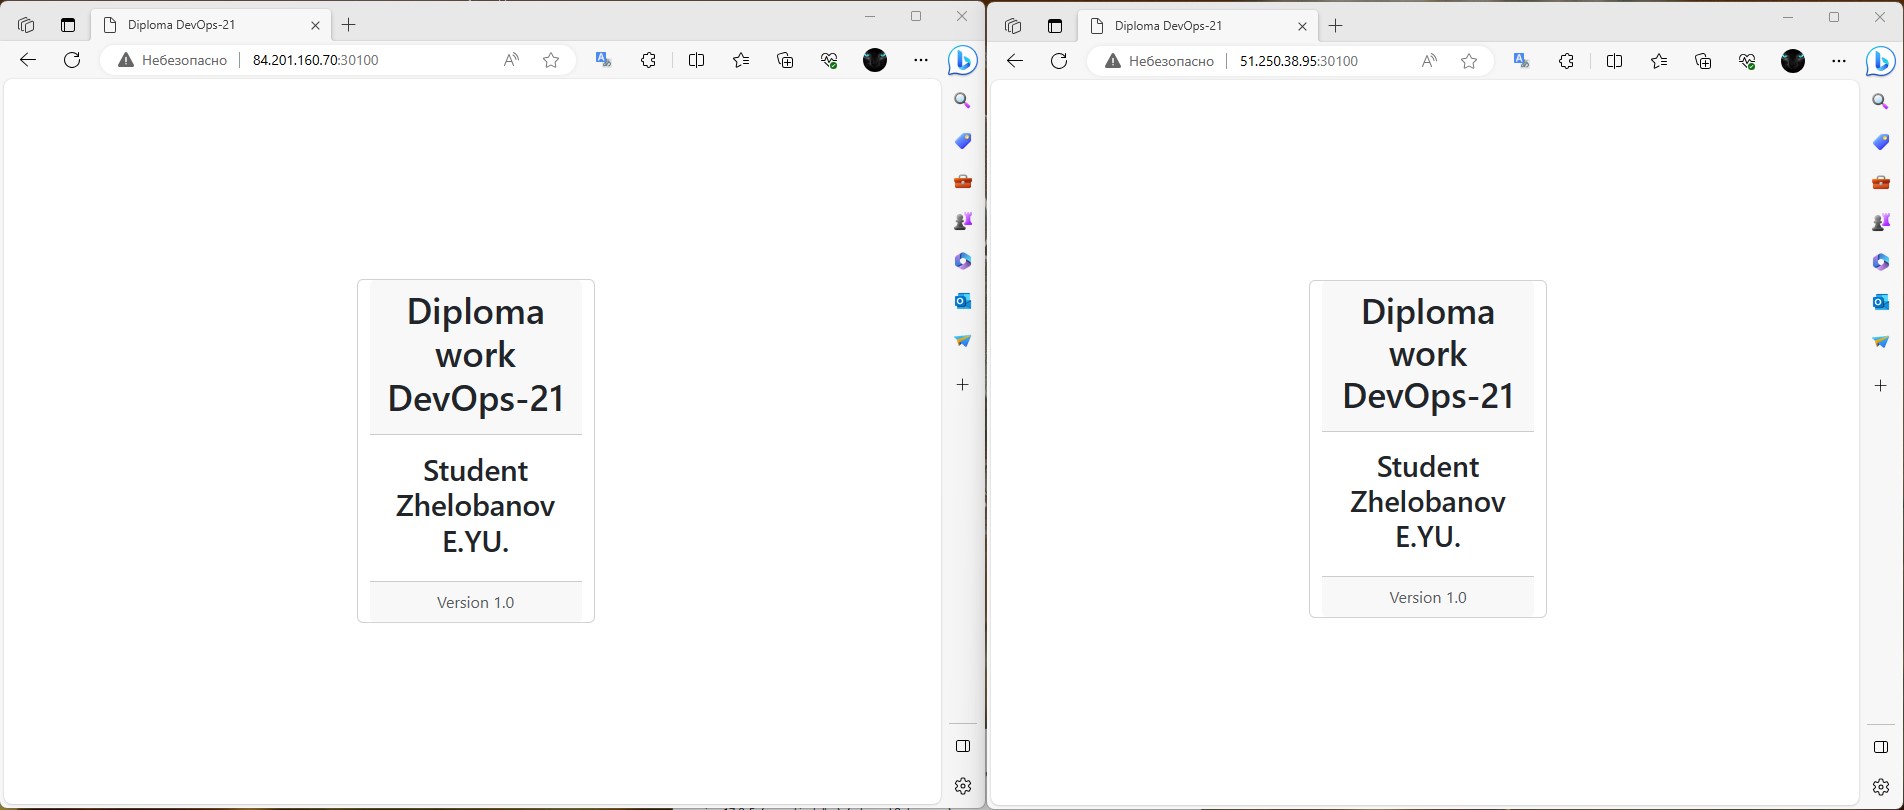 Diploma DevOps-21
Небезопасно 84.201.160.70:30100
Diploma
work
DevOps-21
Student
Zhelobanov
E.YU.
Version 1.0
Diploma DevOps-21
Небезопасно 51.250.38.95:30100
Diploma
work
DevOps-21
Student
Zhelobanov
E.YU.
Version 1.0